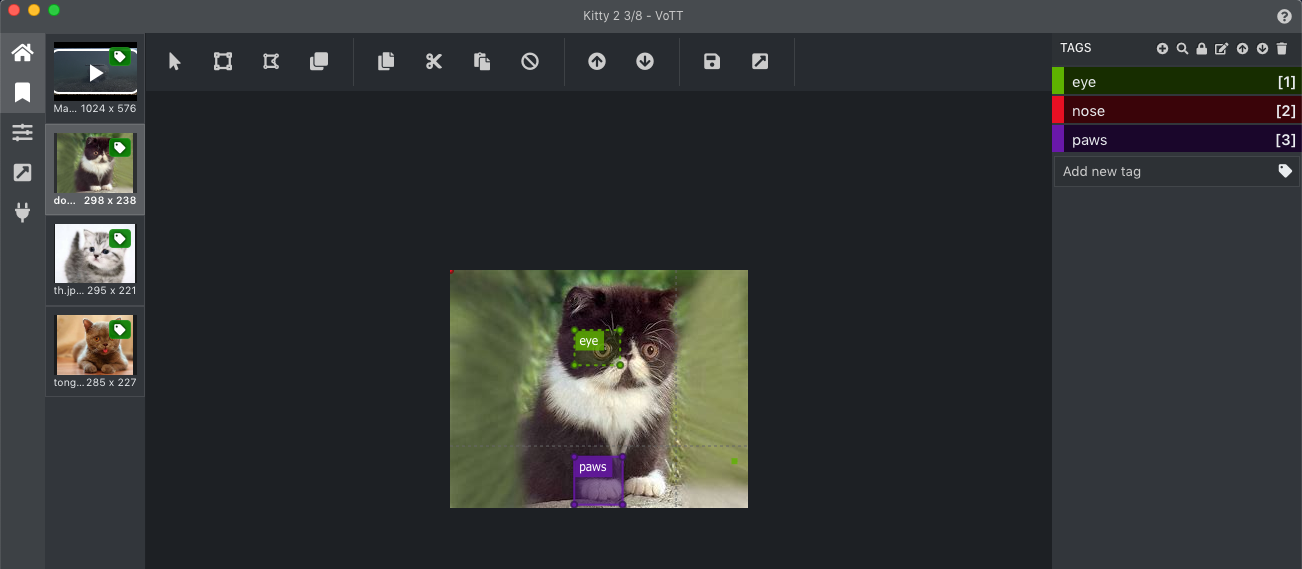 Kitty 2 3/8 - VoTT
Ma... 1024 x 576
do... 298 x 238
th.jp... 295 x 221
tong... 285 x 227
eye
paws
TAGS
eye [1]
nose [2]
paws [3]
Add new tag